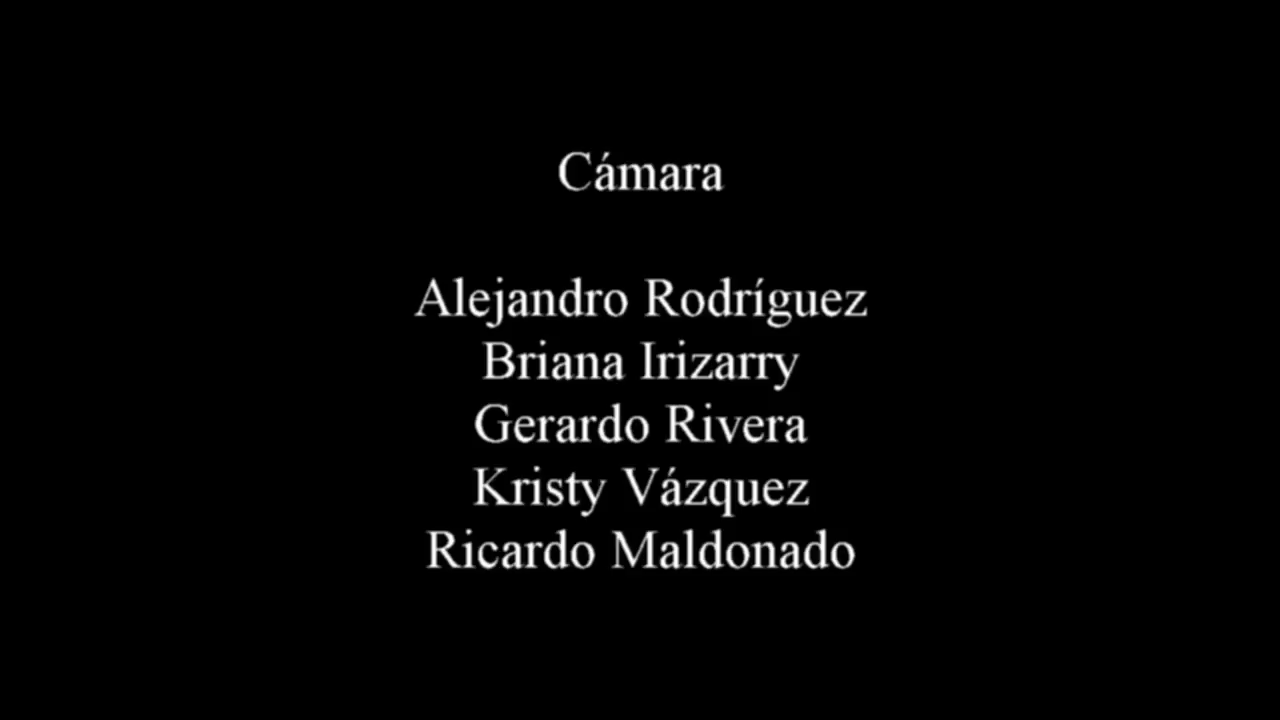 Cámara
Alejandro Rodríguez
Briana Irizarry
Gerardo Rivera
Kristy Vázquez
Ricardo Maldonado